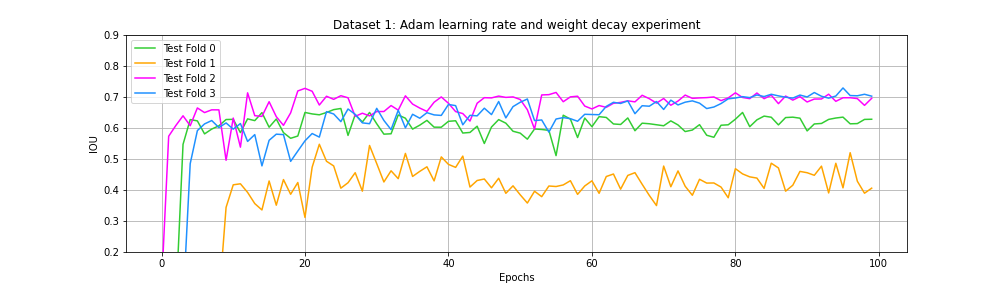 Dataset 1: Adam learning rate and weight decay experiment
0.9
0.8
0.7
0.6
0.5
0.4
0.3
0.2
IOU
Test Fold 0
Test Fold 1
Test Fold 2
Test Fold 3
0 20 40 60 80 100
Epochs